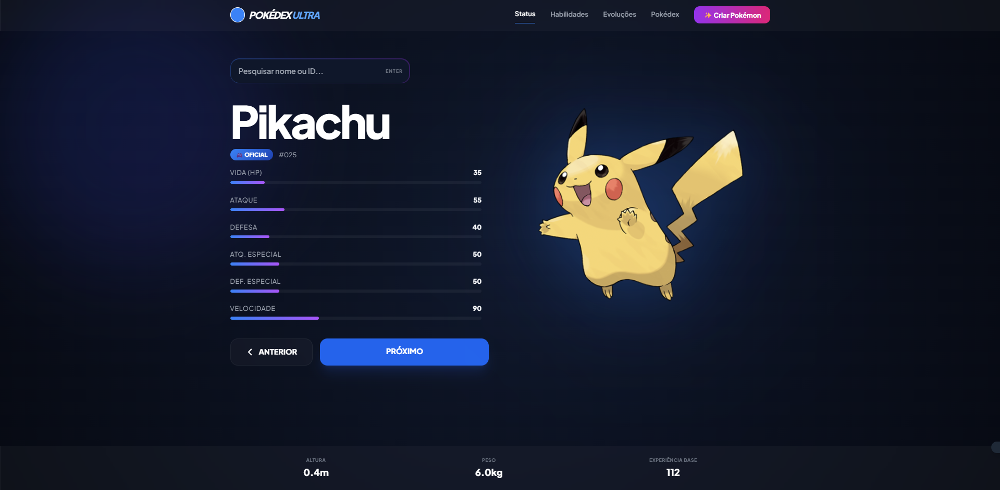 POKÉDEX ULTRA
Status Habilidades Evoluções Pokédex ✨ Criar Pokémon
Pesquisar nome ou ID... ENTER
Pikachu
OFICIAL #025
VIDA (HP) 35
ATAQUE 55
DEFESA 40
ATQ. ESPECIAL 50
DEF. ESPECIAL 50
VELOCIDADE 90
ANTERIOR PRÓXIMO
ALTURA PESO EXPERIÊNCIA BASE
0.4m 6.0kg 112